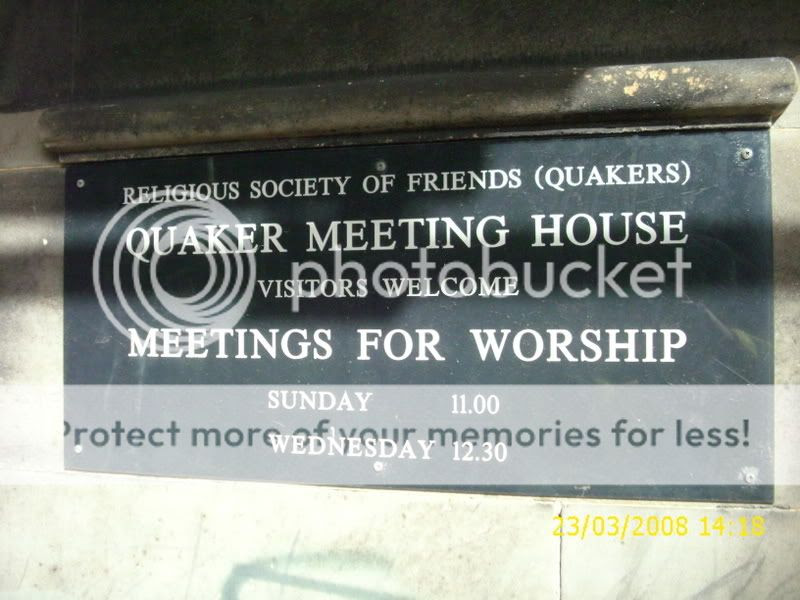 RELIGIOUS SOCIETY OF FRIENDS (QUAKERS)
QUAKER MEETING HOUSE
photobucket
VISITORS WELCOME
MEETINGS FOR WORSHIP
SUNDAY 11.00
Protect more of your memories for less!
WEDNESDAY 12.30
23/03/2008 14:18